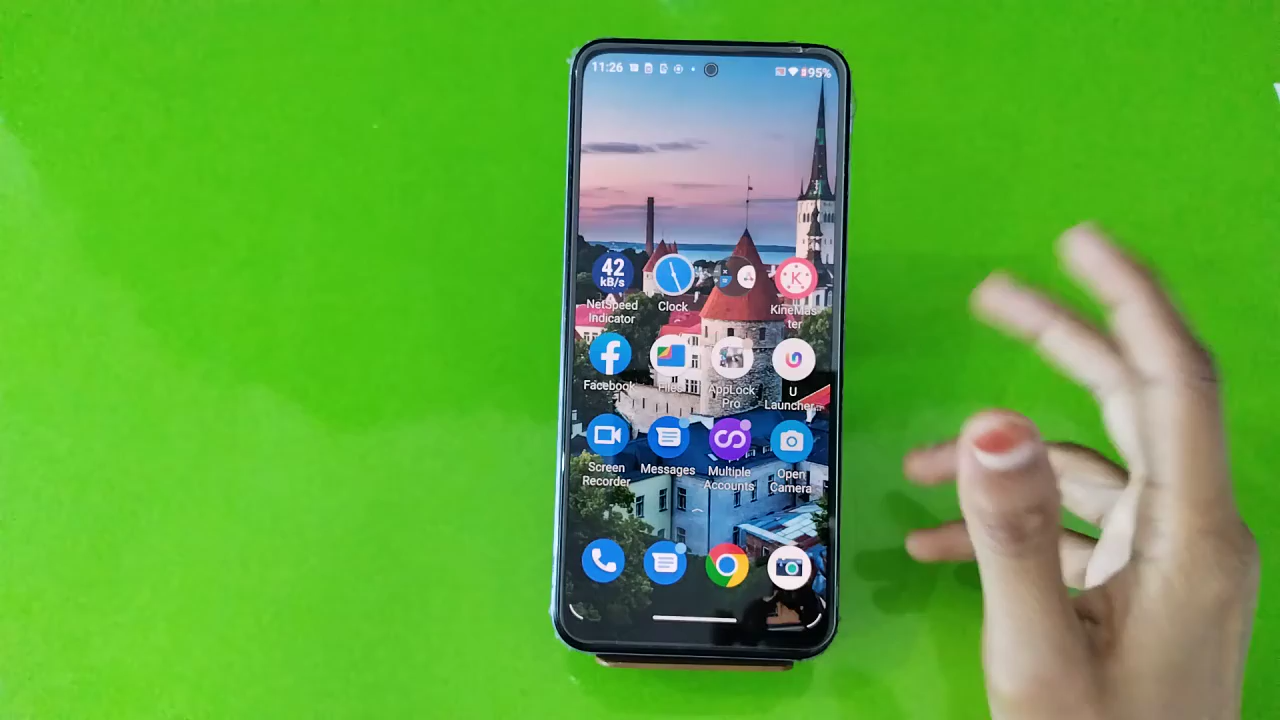 11:26
95%
42
kB/s
NetSpeed
Indicator
Clock
K
KineMas
ter
Facebook
Files
AppLock
Pro
U
Launcher..
Screen
Recorder
Messages
Multiple
Accounts
Open
Camera